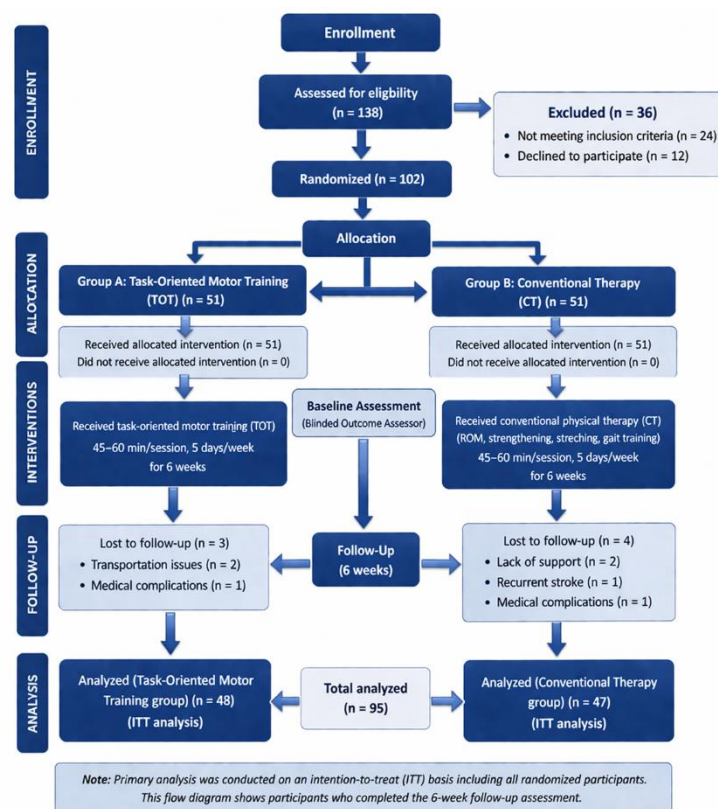 Enrollment
ENROLLMENT
Assessed for eligbility
(n = 138)
Excluded (n = 36)
• Not meeting inclusion criteria (n = 24)
• Declined to participate (n = 12)
Randomized (n = 102)
Allocation
ALLOCATION
Group A: Task-Oriented Motor Training
(TOT) (n = 51)
Group B: Conventional Therapy
(CT) (n = 51)
Received allocated intervention (n = 51)
Did not receive allocated intervention (n = 0)
Received allocated intervention (n = 51)
Did not receive allocated intervention (n = 0)
INTERVENTIONS
Received task-oriented motor training (TOT)
45–60 min/session, 5 days/week
for 6 weeks
Baseline Assessment
(Blinded Outcome Assessor)
Received conventional physical therapy (CT)
(ROM, strengthening, streching, gait training)
45–60 min/session, 5 days/week
for 6 weeks
FOLLOW-UP
Lost to follow-up (n = 3)
• Transportation issues (n = 2)
• Medical complications (n = 1)
Follow-Up
(6 weeks)
Lost to follow-up (n = 4)
• Lack of support (n = 2)
• Recurrent stroke (n = 1)
• Medical complications (n = 1)
ANALYSIS
Analyzed (Task-Oriented Motor
Training group) (n = 48)
(ITT analysis)
Total analyzed
(n = 95)
Analyzed (Conventional Therapy
group) (n = 47)
(ITT analysis)
Note: Primary analysis was conducted on an intention-to-treat (ITT) basis including all randomized participants.
This flow diagram shows participants who completed the 6-week follow-up assessment.